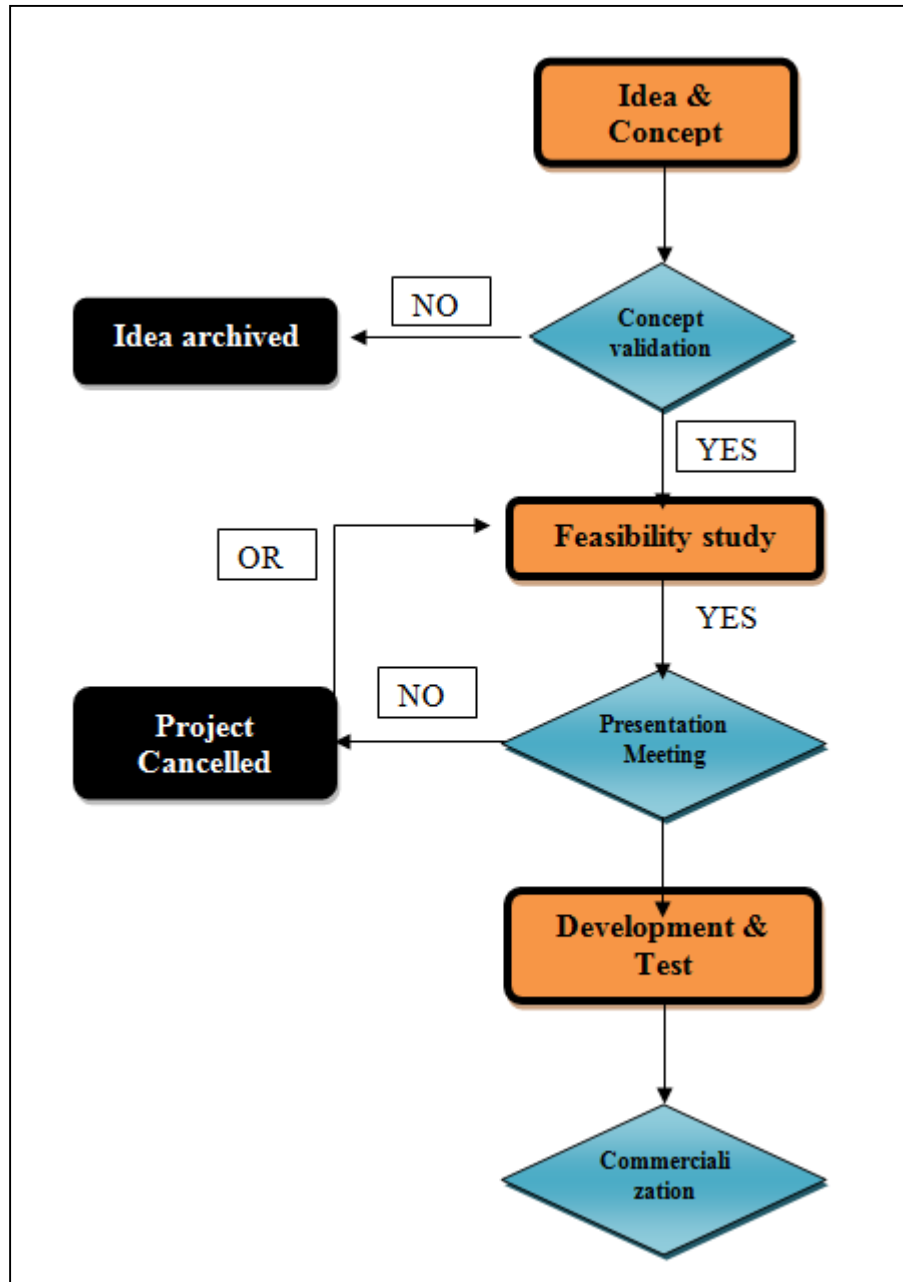 Idea &
Concept
Concept
validation
NO
Idea archived
YES
Feasibility study
OR
YES
NO
Presentation
Meeting
Project
Cancelled
Development &
Test
Commerciali
zation